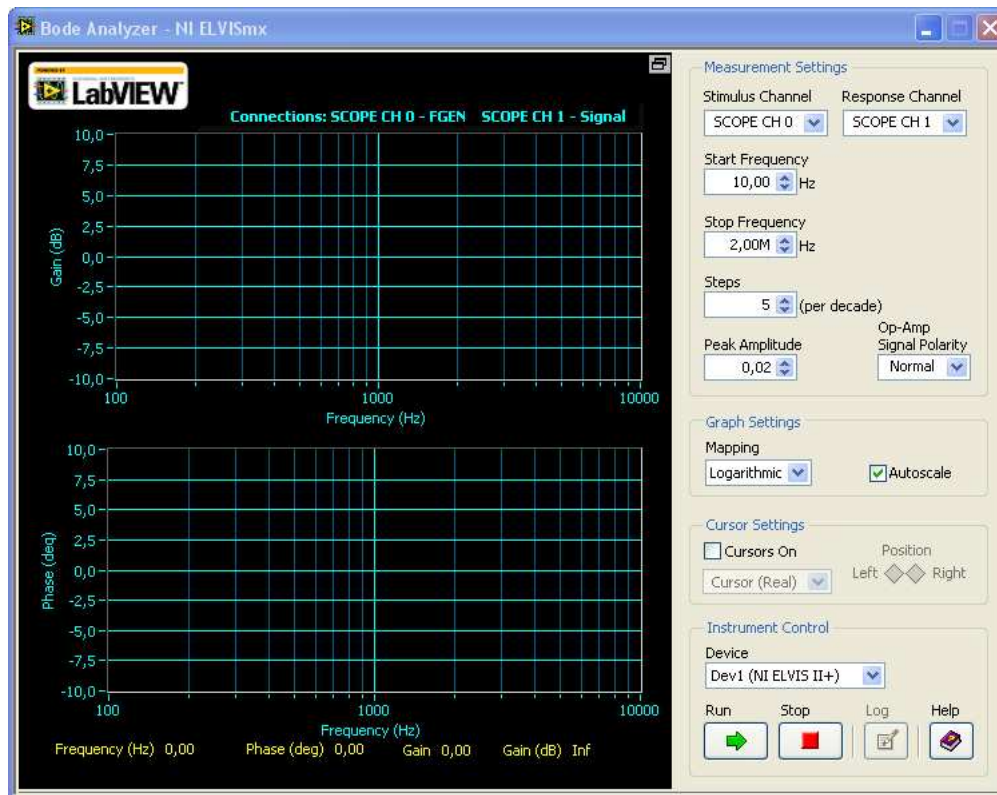 Bode Analyzer - NI ELVISmx
LabVIEW
Connections: SCOPE CH 0 - FGEN SCOPE CH 1 - Signal
10,0
7,5
5,0
2,5
0,0
-2,5
-5,0
-7,5
-10,0
Gain (dB)
100 1000 10000
Frequency (Hz)
10,0
7,5
5,0
2,5
0,0
-2,5
-5,0
-7,5
-10,0
Phase (deg)
100 1000 10000
Frequency (Hz)
Frequency (Hz) 0,00 Phase (deg) 0,00 Gain 0,00 Gain (dB) Inf
Measurement Settings
Stimulus Channel Response Channel
SCOPE CH 0 SCOPE CH 1
Start Frequency
10,00 Hz
Stop Frequency
2,00M Hz
Steps
5 (per decade)
Op-Amp
Peak Amplitude Signal Polarity
0,02 Normal
Graph Settings
Mapping
Logarithmic Autoscale
Cursor Settings
Cursors On Position
Cursor (Real) Left Right
Instrument Control
Device
Dev1 (NI ELVIS II+)
Run Stop Log Help